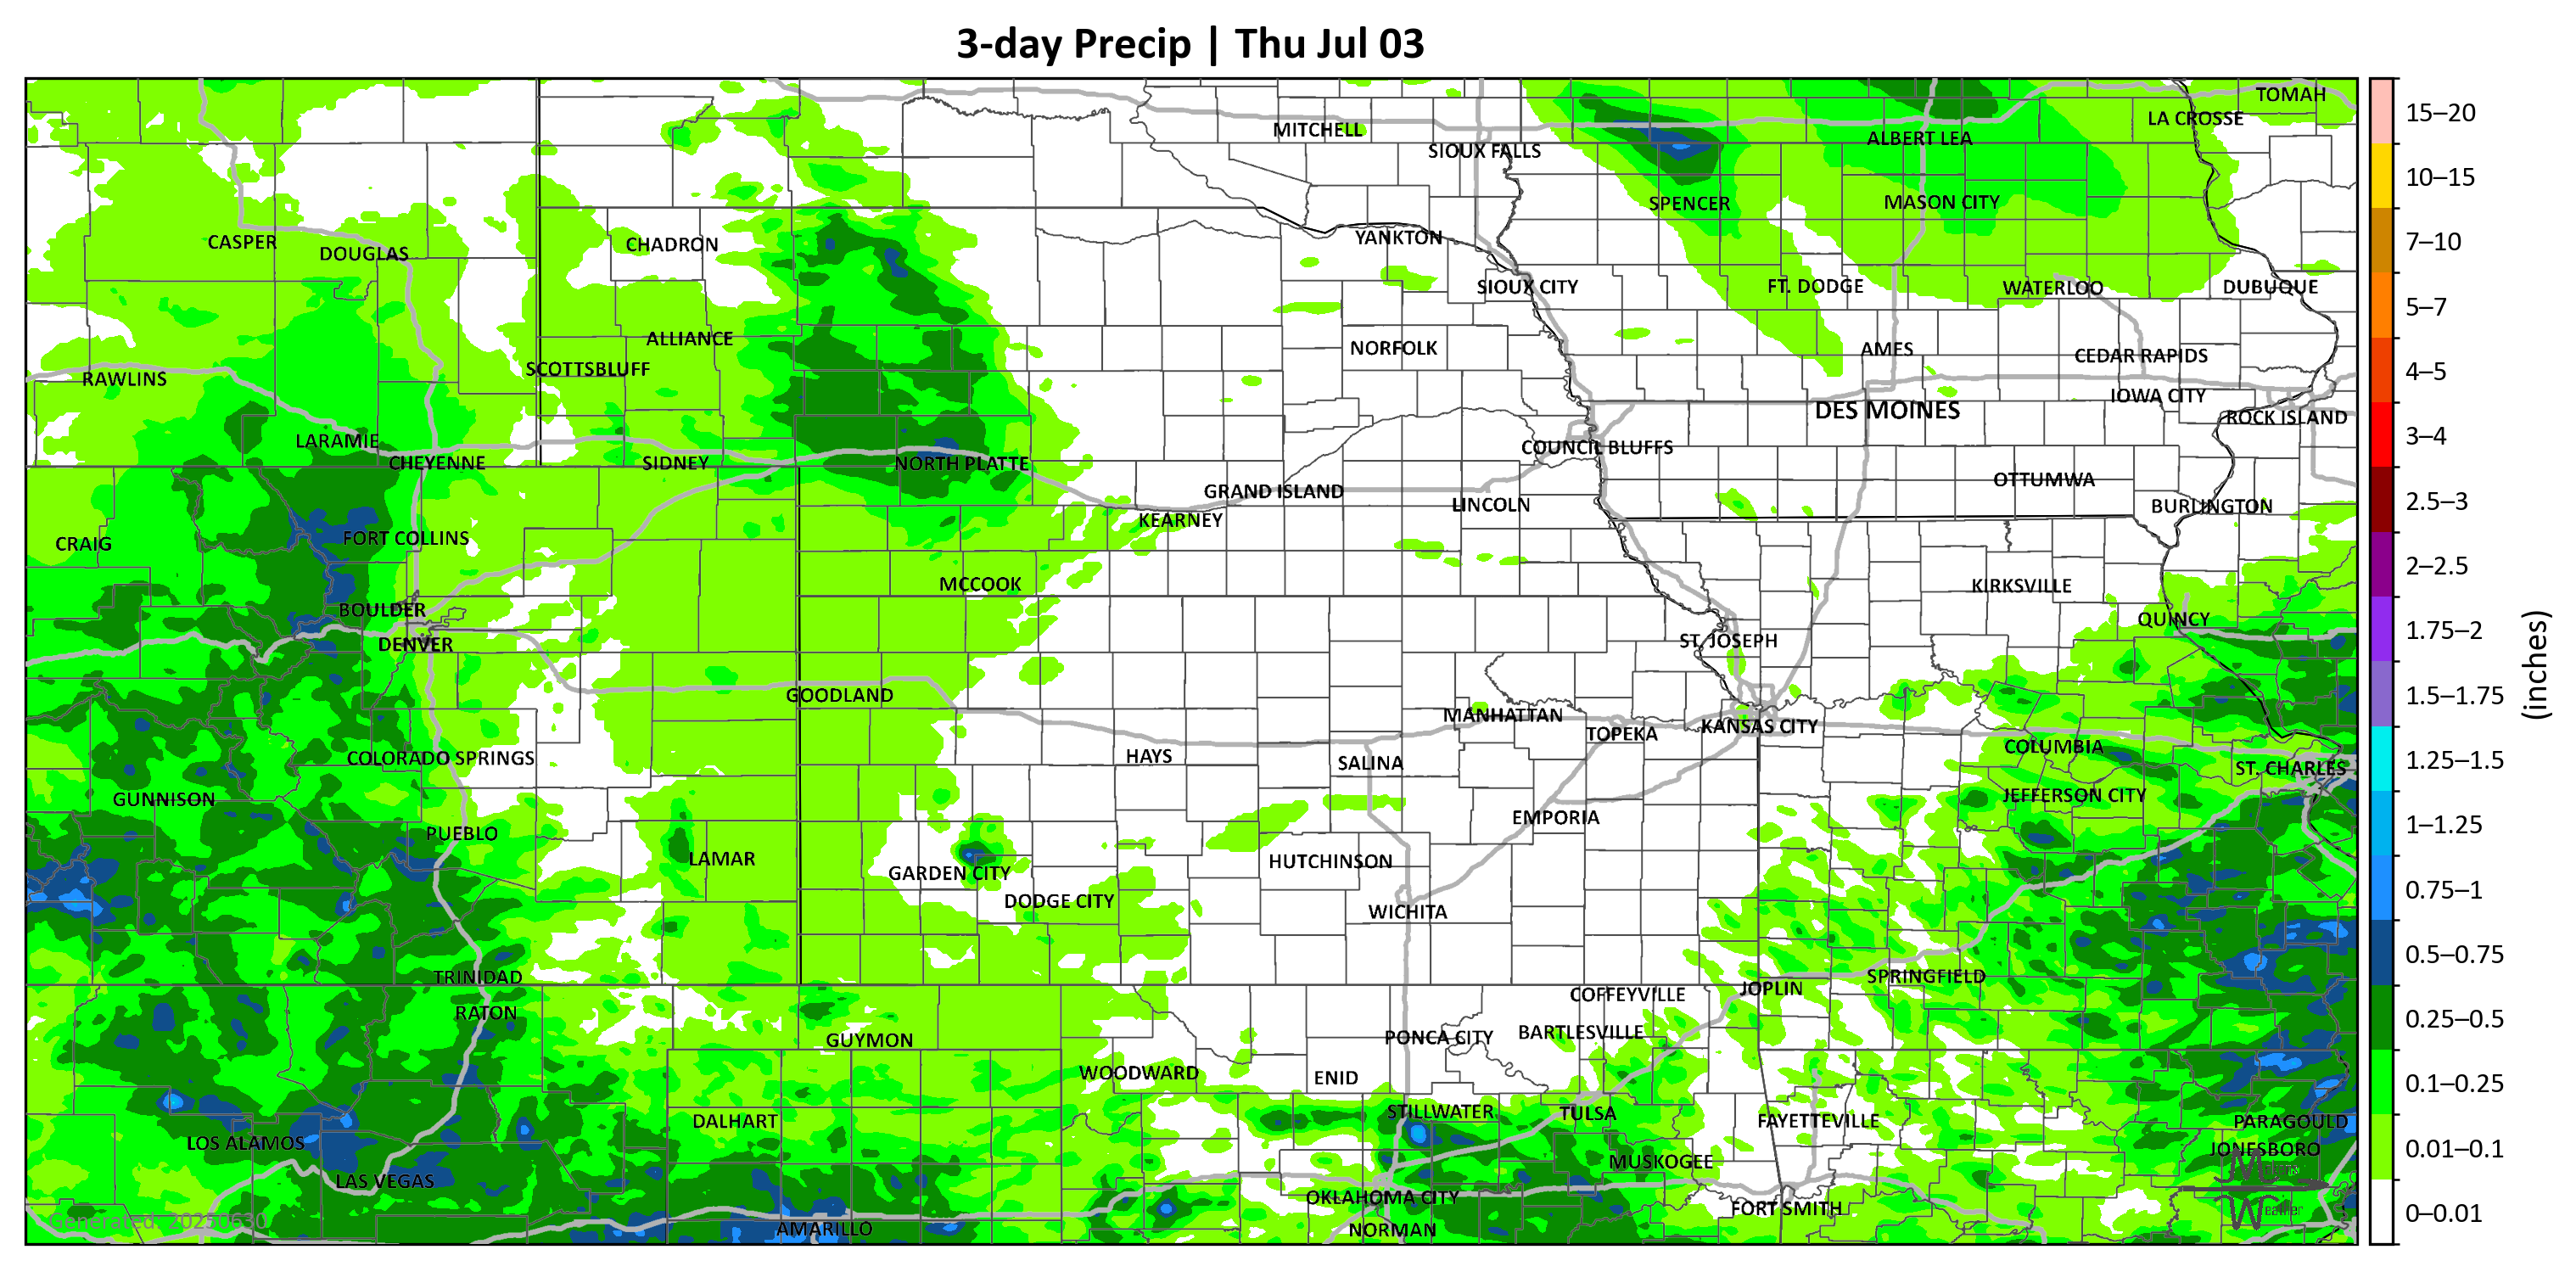 3-day Precip | Thu Jul 03
TOMAH
LA CROSSE
MITCHELL
ALBERT LEA
SIOUX FALLS
SPENCER
MASON CITY
YANKTON
CASPER
CHADRON
DOUGLAS
SIOUX CITY
FT. DODGE
WATERLOO
DUBUQUE
ALLIANCE
NORFOLK
AMES
CEDAR RAPIDS
SCOTTSBLUFF
RAWLINS
IOWA CITY
DES MOINES
ROCK ISLAND
LARAMIE
COUNCIL BLUFFS
CHEYENNE
SIDNEY
NORTH PLATTE
OTTUMWA
GRAND ISLAND
LINCOLN
BURLINGTON
KEARNEY
FORT COLLINS
CRAIG
MCCOOK
KIRKSVILLE
BOULDER
QUINCY
DENVER
ST. JOSEPH
GOODLAND
MANHATTAN
KANSAS CITY
TOPEKA
COLUMBIA
COLORADO SPRINGS
HAYS
SALINA
ST. CHARLES
GUNNISON
JEFFERSON CITY
EMPORIA
PUEBLO
LAMAR
HUTCHINSON
GARDEN CITY
DODGE CITY
WICHITA
TRINIDAD
SPRINGFIELD
JOPLIN
COFFEYVILLE
RATON
BARTLESVILLE
PONCA CITY
GUYMON
WOODWARD
ENID
STILLWATER
TULSA
DALHART
FAYETTEVILLE
PARAGOULD
LOS ALAMOS
JONESBORO
MUSKOGEE
LAS VEGAS
OKLAHOMA CITY
FORT SMITH
AMARILLO
NORMAN
Generated: 20250630
Weather
15–20
10–15
7–10
5–7
4–5
3–4
2.5–3
2–2.5
1.75–2
1.5–1.75
1.25–1.5
1–1.25
0.75–1
0.5–0.75
0.25–0.5
0.1–0.25
0.01–0.1
0–0.01
(inches)